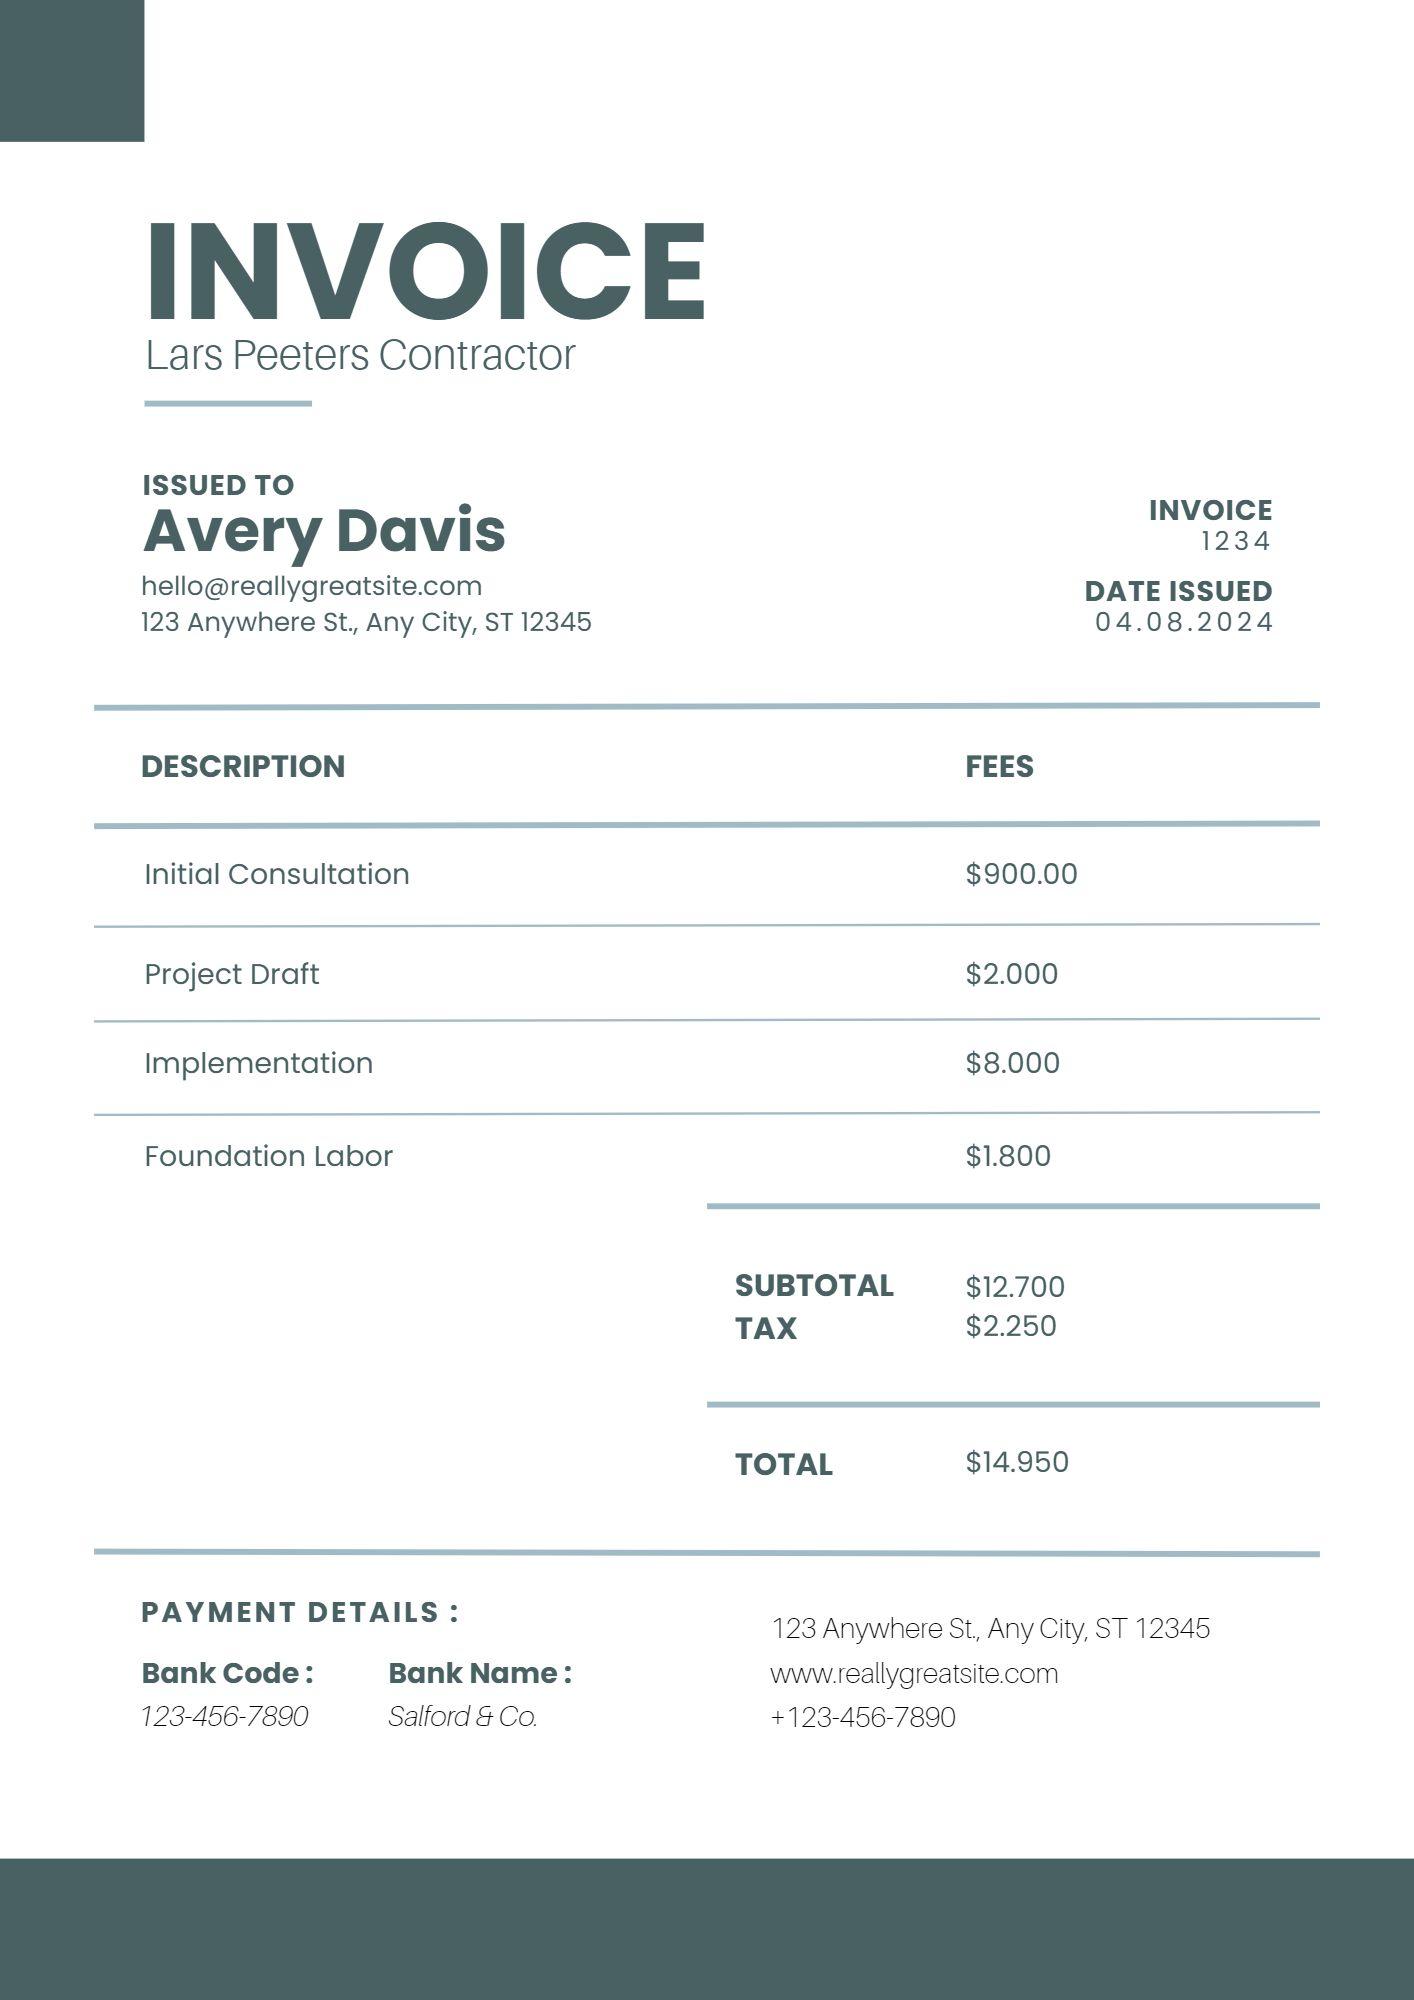 INVOICE
Lars Peeters Contractor
ISSUED TO
Avery Davis
hello@reallygreatsite.com
123 Anywhere St., Any City, ST 12345
INVOICE
1234
DATE ISSUED
04.08.2024
DESCRIPTION FEES
Initial Consultation $900.00
Project Draft $2.000
Implementation $8.000
Foundation Labor $1.800
SUBTOTAL $12.700
TAX $2.250
TOTAL $14.950
PAYMENT DETAILS :
Bank Code : Bank Name :
123-456-7890 Salford & Co.
123 Anywhere St., Any City, ST 12345
www.reallygreatsite.com
+123-456-7890